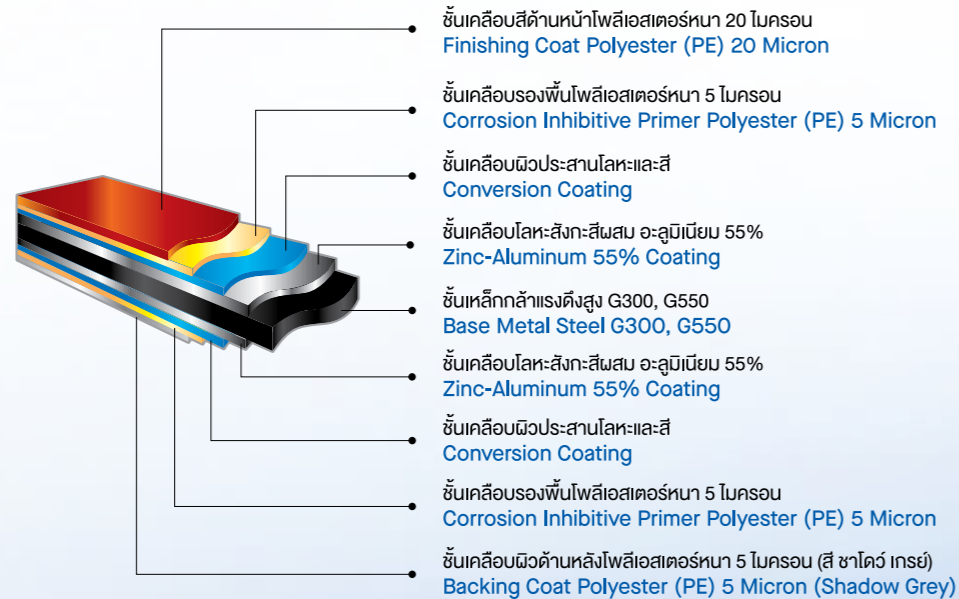 ชั้นเคลือบสีด้านหน้าโพลีเอสเตอร์หนา 20 ไมครอน
Finishing Coat Polyester (PE) 20 Micron
ชั้นเคลือบรองพื้นโพลีเอสเตอร์หนา 5 ไมครอน
Corrosion Inhibitive Primer Polyester (PE) 5 Micron
ชั้นเคลือบผิวประสานโลหะและสี
Conversion Coating
ชั้นเคลือบโลหะสังกะสีผสม อะลูมิเนียม 55%
Zinc-Aluminum 55% Coating
ชั้นเหล็กกล้าแรงดึงสูง G300, G550
Base Metal Steel G300, G550
ชั้นเคลือบโลหะสังกะสีผสม อะลูมิเนียม 55%
Zinc-Aluminum 55% Coating
ชั้นเคลือบผิวประสานโลหะและสี
Conversion Coating
ชั้นเคลือบรองพื้นโพลีเอสเตอร์หนา 5 ไมครอน
Corrosion Inhibitive Primer Polyester (PE) 5 Micron
ชั้นเคลือบผิวด้านหลังโพลีเอสเตอร์หนา 5 ไมครอน (สี ชาโดว์ เกรย์)
Backing Coat Polyester (PE) 5 Micron (Shadow Grey)